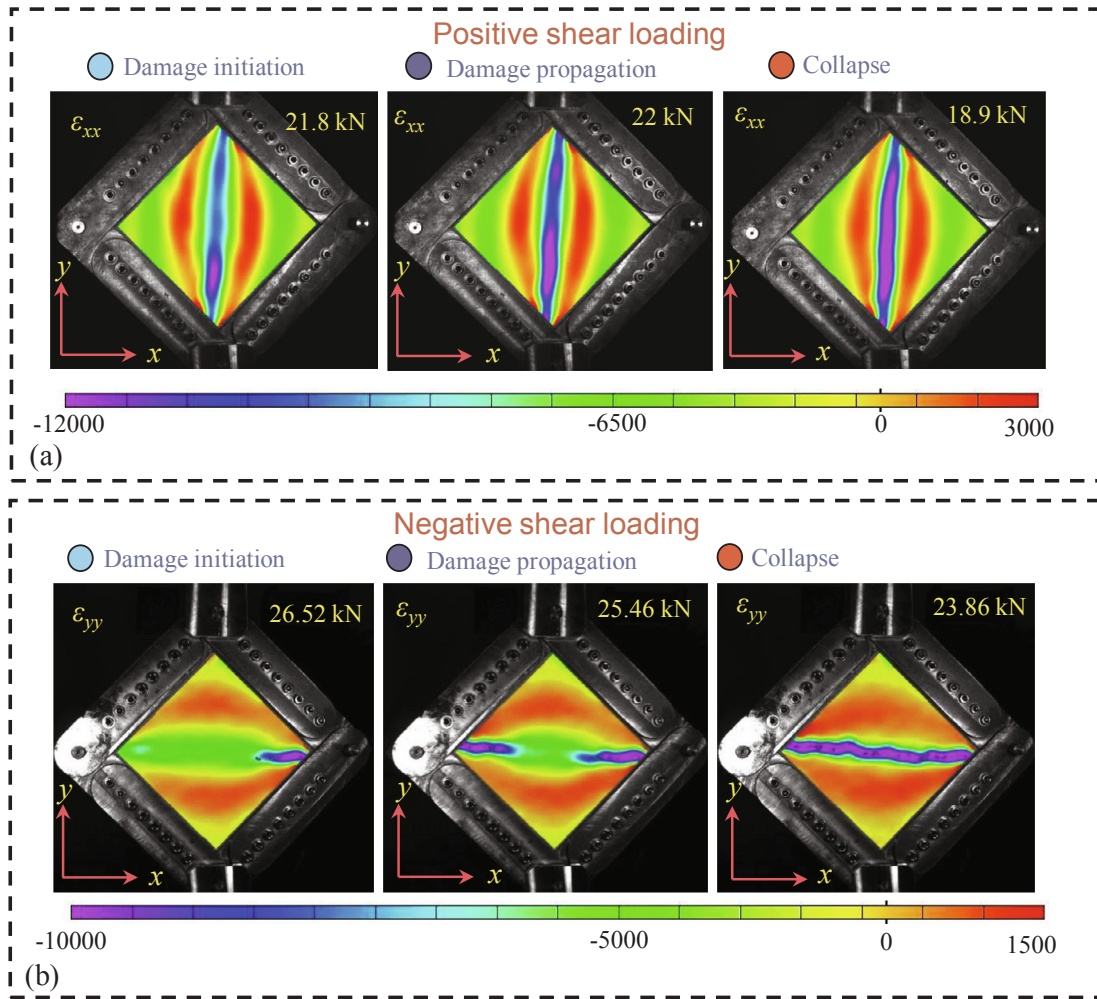 Positive shear loading
Damage initiation Damage propagation Collapse
εxx 21.8 kN εxx 22 kN εxx 18.9 kN
y x y x y x
-12000 -6500 0 3000
(a)
Negative shear loading
Damage initiation Damage propagation Collapse
εyy 26.52 kN εyy 25.46 kN εyy 23.86 kN
y x y x y x
-10000 -5000 0 1500
(b)